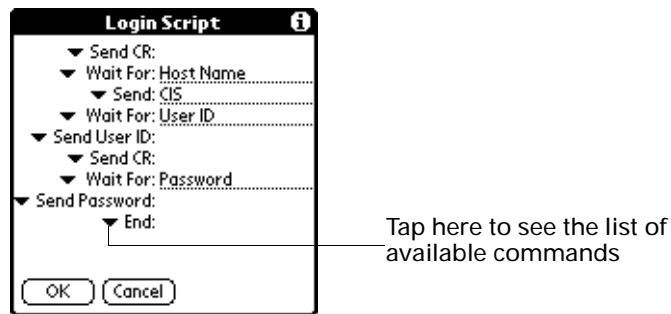 Login Script i
Send CR:
Wait For: Host Name
Send: CIS
Wait For: User ID
Send User ID:
Send CR:
Wait For: Password
Send Password:
End:
Tap here to see the list of
available commands
OK Cancel